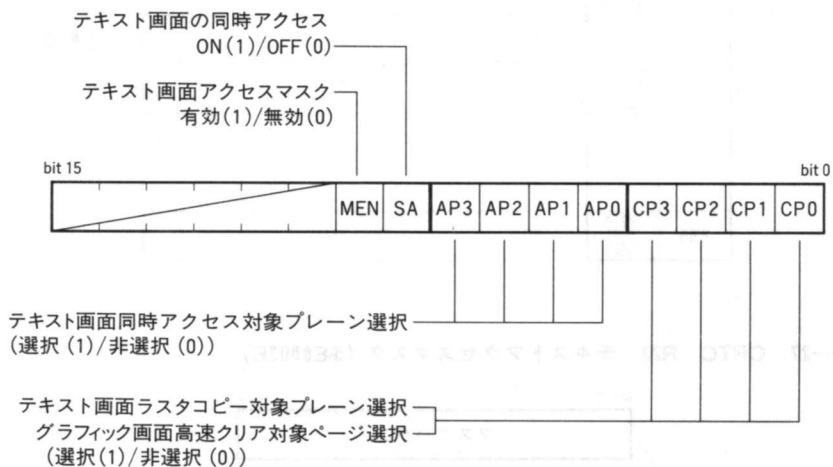 テキスト画面の同時アクセス
ON(1)/OFF(0)
テキスト画面アクセスマスク
有効(1)/無効(0)
bit 15
bit 0
MEN SA AP3 AP2 AP1 AP0 CP3 CP2 CP1 CP0
テキスト画面同時アクセス対象プレーン選択
(選択(1)/非選択(0))
テキスト画面ラスタコピー対象プレーン選択
グラフィック画面高速クリア対象ページ選択
(選択(1)/非選択(0))